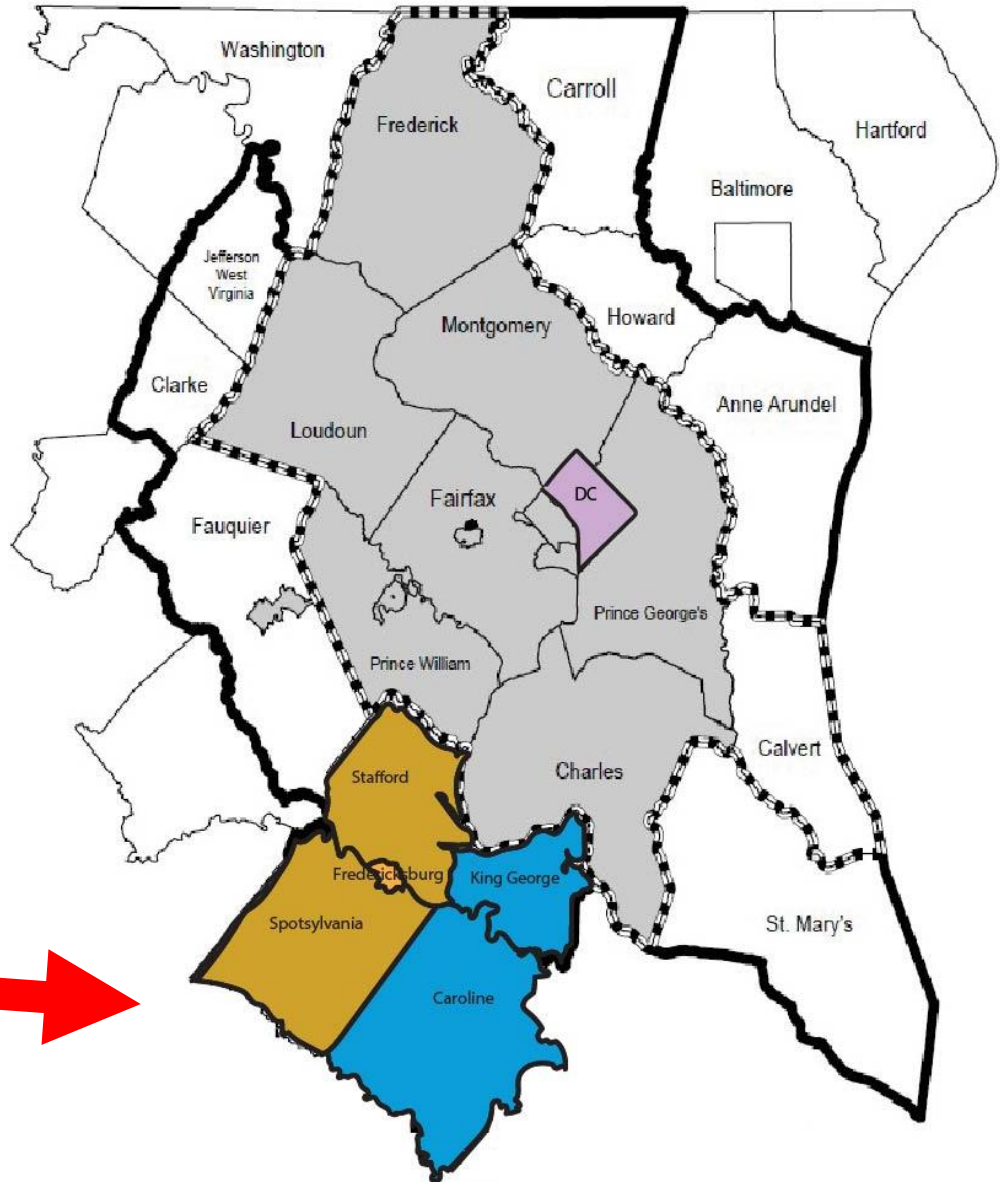 Washington
Carroll
Frederick
Hartford
Baltimore
Jefferson
West
Virginia
Howard
Montgomery
Clarke
Anne Arundel
Loudoun
DC
Fairfax
Fauquier
Prince George's
Prince William
Calvert
Charles
Stafford
Fredericksburg
King George
Spotsylvania
St. Mary's
Caroline